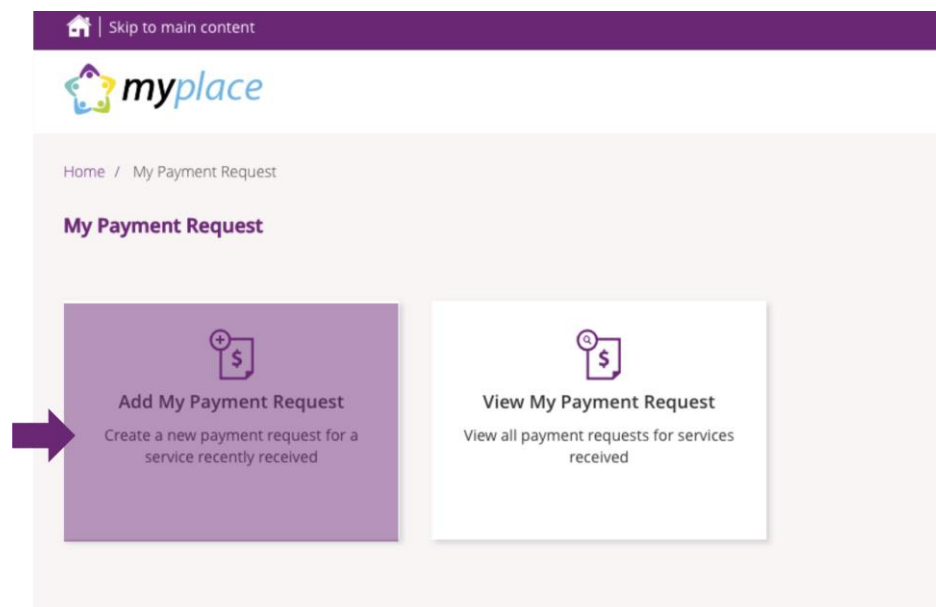 Skip to main content
myplace
Home / My Payment Request
My Payment Request
$
Add My Payment Request
Create a new payment request for a
service recently received
$
View My Payment Request
View all payment requests for services
received